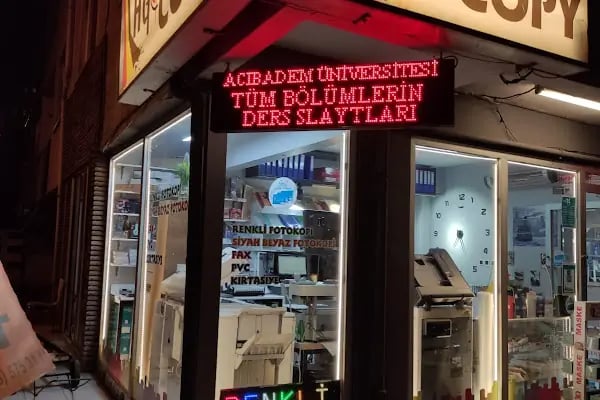 COPY
ACIBADEM ÜNİVERSİTESİ
TÜM BÖLÜMLERİN
DERS SLAYTLARI
RENKLİ FOTOKOPİ
SİYAH BEYAZ FOTOKOPİ
FAX
PVC
KIRTASİYE
MASKE
MASKE